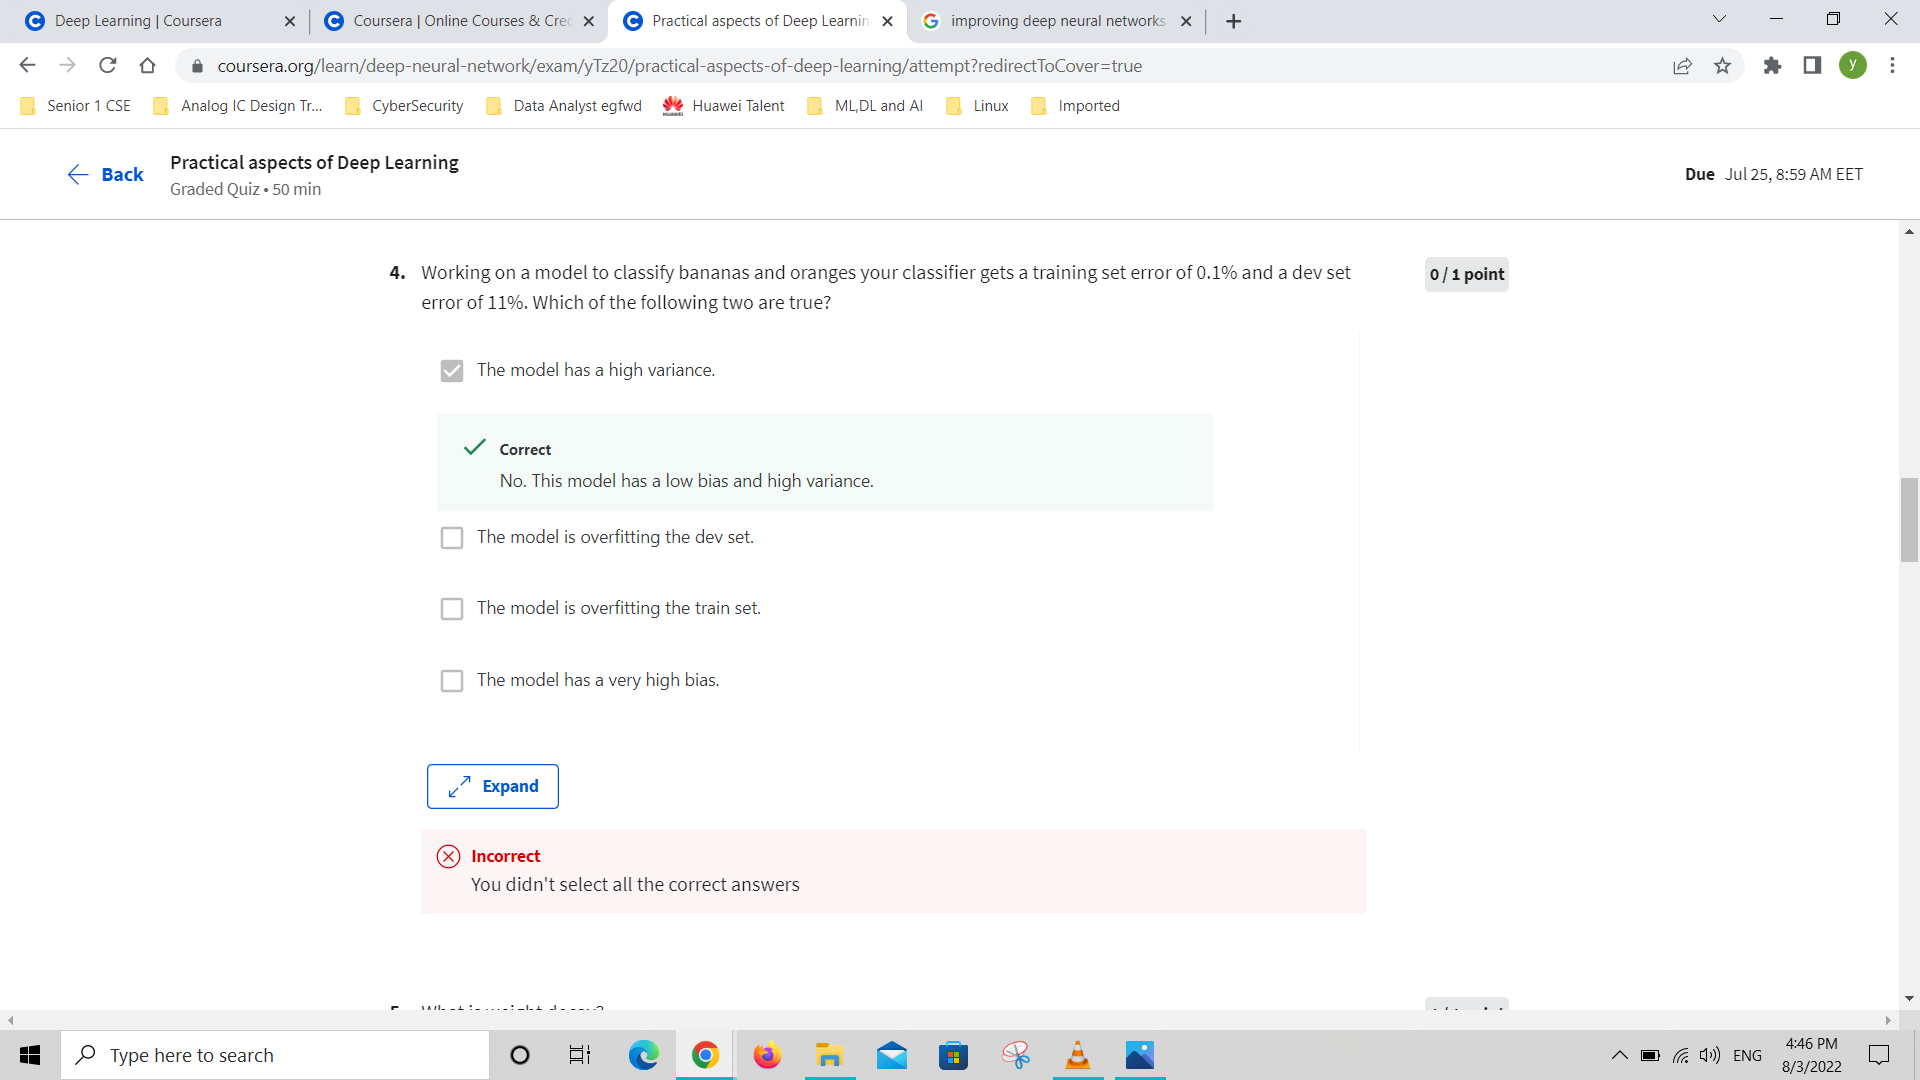 Deep Learning | Coursera
Coursera | Online Courses & Cre
Practical aspects of Deep Learnin
improving deep neural networks
coursera.org/learn/deep-neural-network/exam/yTz20/practical-aspects-of-deep-learning/attempt?redirectToCover=true
y
Senior 1 CSE
Analog IC Design Tr...
CyberSecurity
Data Analyst egfwd
HUAWEI
Huawei Talent
ML,DL and AI
Linux
Imported
Back
Practical aspects of Deep Learning
Graded Quiz • 50 min
Due Jul 25, 8:59 AM EET
4. Working on a model to classify bananas and oranges your classifier gets a training set error of 0.1% and a dev set
error of 11%. Which of the following two are true?
0 / 1 point
The model has a high variance.
Correct
No. This model has a low bias and high variance.
The model is overfitting the dev set.
The model is overfitting the train set.
The model has a very high bias.
Expand
Incorrect
You didn't select all the correct answers
5. What is weight decay?
Type here to search
ENG
4:46 PM
8/3/2022